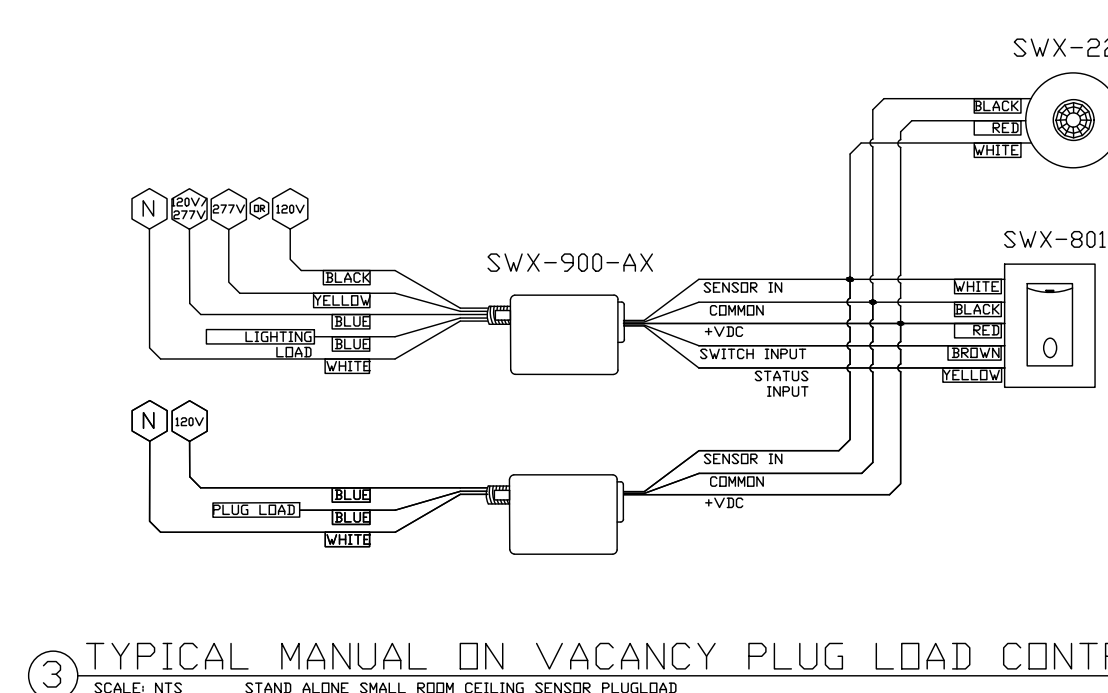 SWX-22
BLACK
RED
WHITE
N 120V/277V 277V OR 120V
SWX-801
SWX-900-AX
BLACK
YELLOW
BLUE
LIGHTING
LOAD
BLUE
WHITE
SENSOR IN
COMMON
+VDC
SWITCH INPUT
STATUS
INPUT
WHITE
BLACK
RED
BROWN
YELLOW
N 120V
BLUE
PLUG LOAD
BLUE
WHITE
SENSOR IN
COMMON
+VDC
3 TYPICAL MANUAL ON VACANCY PLUG LOAD CONTR
SCALE: NTS STAND ALONE SMALL ROOM CEILING SENSOR PLUGLOAD